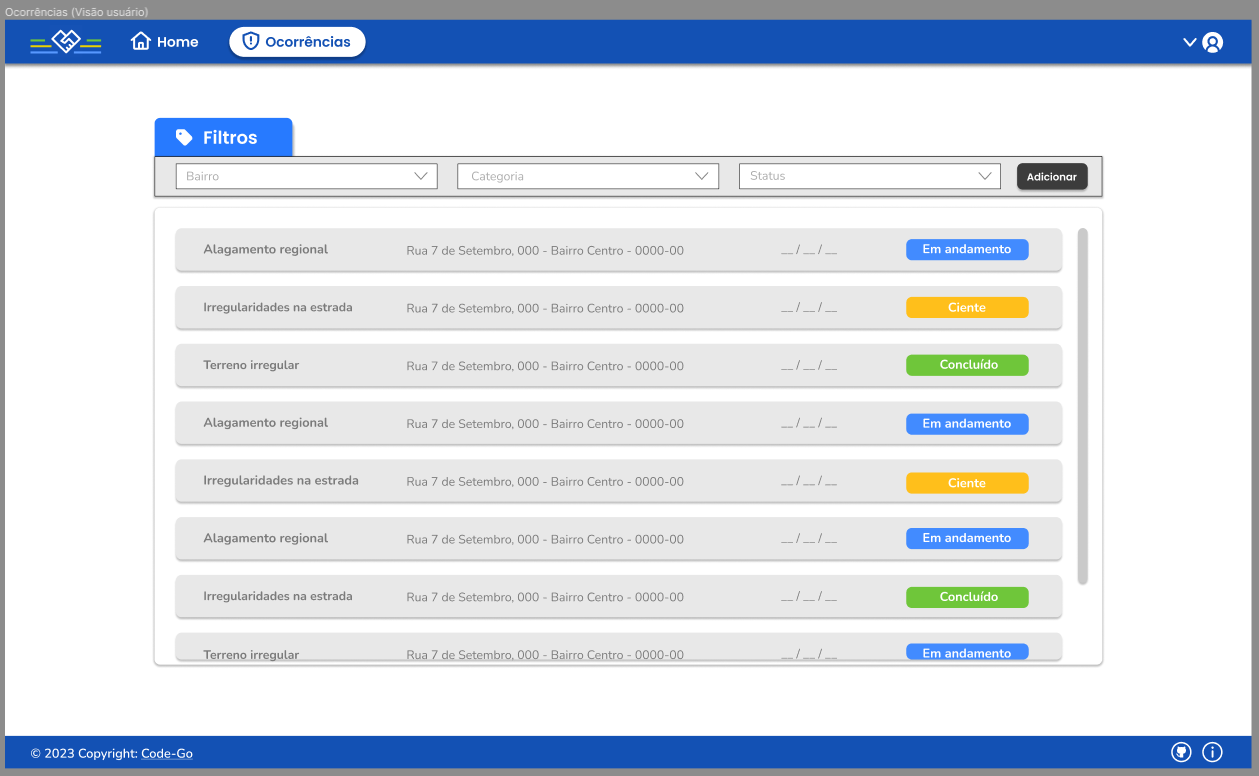 Ocorrências (Visão usuário)
Home Ocorrências
Filtros
Bairro Categoria Status Adicionar
Alagamento regional Rua 7 de Setembro, 000 - Bairro Centro - 0000-00 __ / __ / __ Em andamento
Irregularidades na estrada Rua 7 de Setembro, 000 - Bairro Centro - 0000-00 __ / __ / __ Ciente
Terreno irregular Rua 7 de Setembro, 000 - Bairro Centro - 0000-00 __ / __ / __ Concluído
Alagamento regional Rua 7 de Setembro, 000 - Bairro Centro - 0000-00 __ / __ / __ Em andamento
Irregularidades na estrada Rua 7 de Setembro, 000 - Bairro Centro - 0000-00 __ / __ / __ Ciente
Alagamento regional Rua 7 de Setembro, 000 - Bairro Centro - 0000-00 __ / __ / __ Em andamento
Irregularidades na estrada Rua 7 de Setembro, 000 - Bairro Centro - 0000-00 __ / __ / __ Concluído
Terreno irregular Rua 7 de Setembro, 000 - Bairro Centro - 0000-00 __ / __ / __ Em andamento
© 2023 Copyright: Code-Go